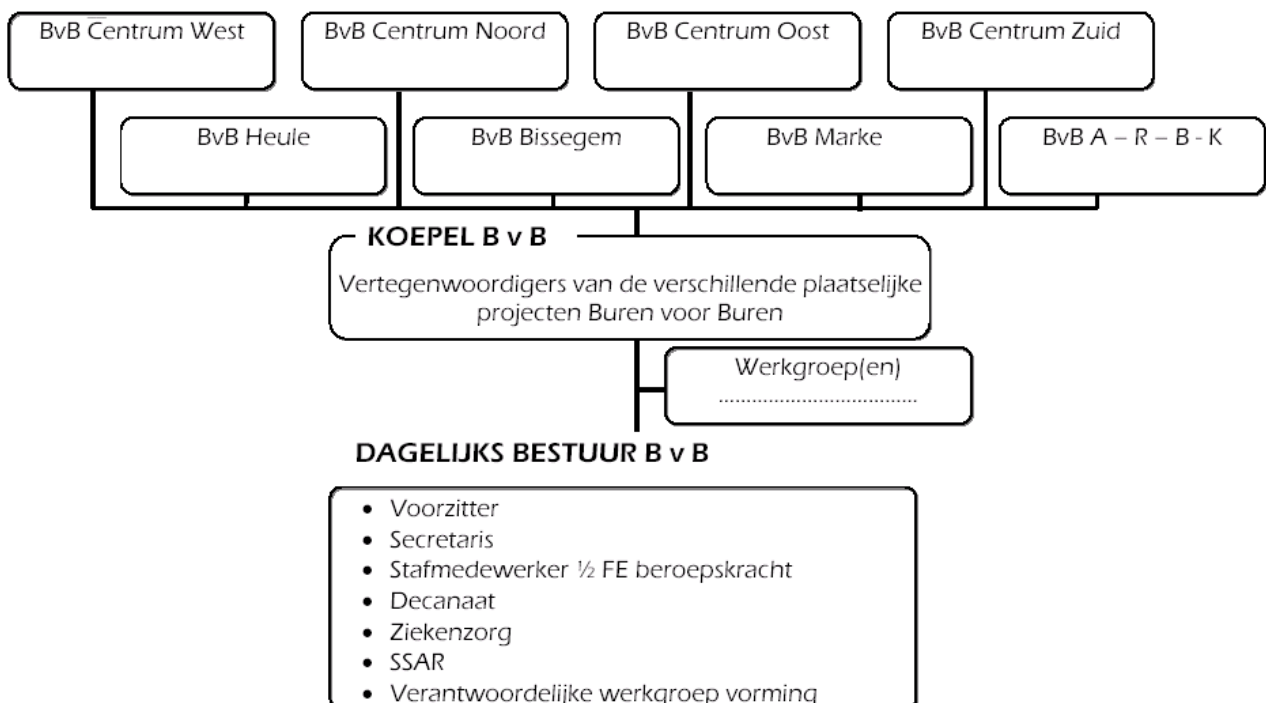 BvB Centrum West
BvB Centrum Noord
BvB Centrum Oost
BvB Centrum Zuid
BvB Heule
BvB Bissegem
BvB Marke
BvB A – R – B - K
KOEPEL B v B
Vertegenwoordigers van de verschillende plaatselijke
projecten Buren voor Buren
Werkgroep(en)
....................................
DAGELIJKS BESTUUR B v B
• Voorzitter
• Secretaris
• Stafmedewerker ½ FE beroepskracht
• Decanaat
• Ziekenzorg
• SSAR
• Verantwoordelijke werkgroep vorming